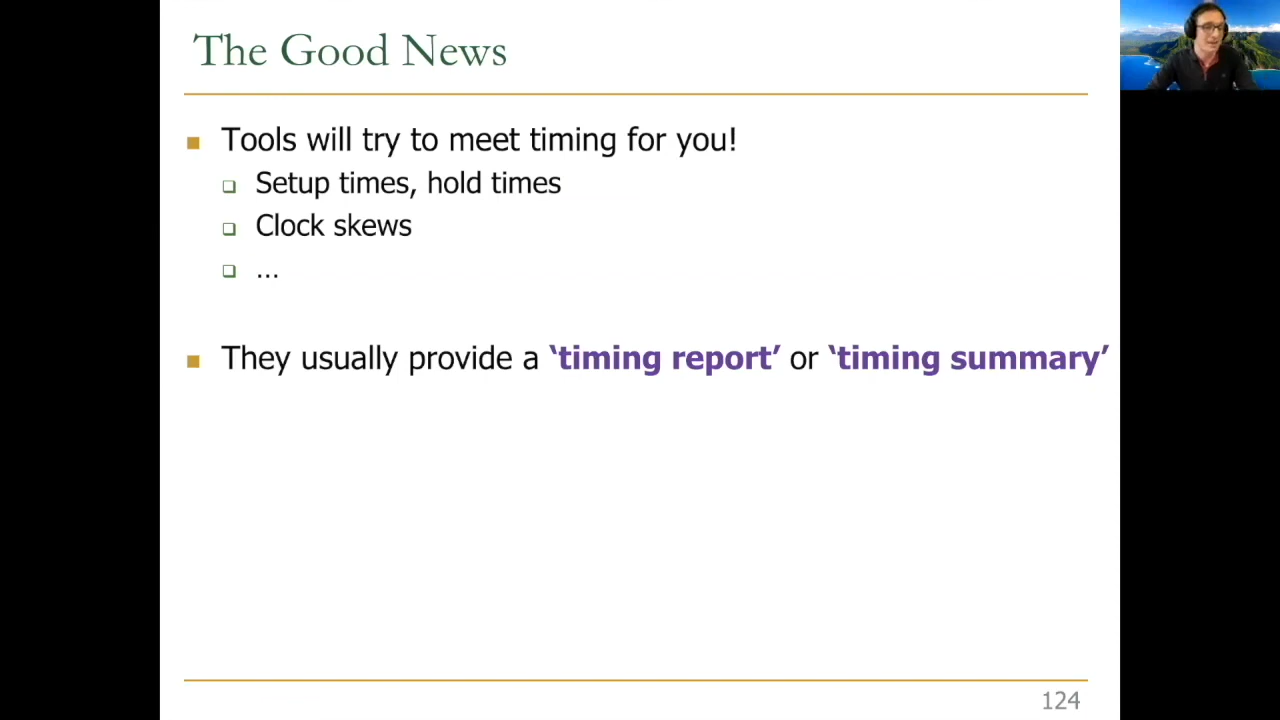 The Good News
Tools will try to meet timing for you!
Setup times, hold times
Clock skews
…
They usually provide a ‘timing report’ or ‘timing summary’
124